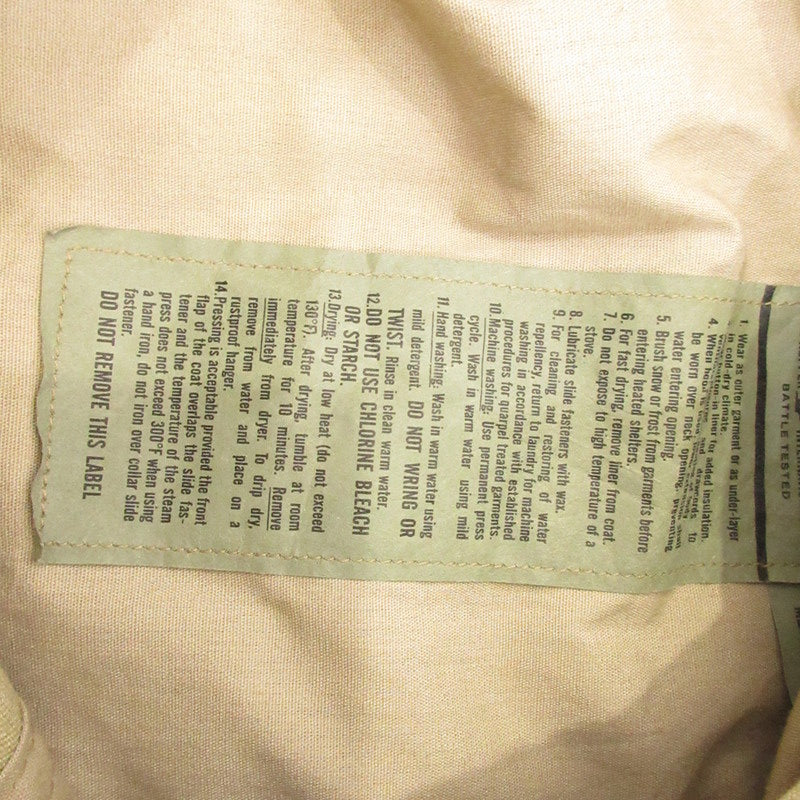 BATTLE TESTED
1. Wear as outer garment or as under layer
in cold-dry climate.
liner for added insulation.
4. When
to
be worn over neck opening,
water entering opening.
5. Brush snow or frost from garments before
entering heated shelters.
6. For fast drying, remove liner from coat.
7. Do not expose to high temperature of a
stove.
8. Lubricate slide fasteners with wax.
9. For cleaning and restoring of water
repellency return to laundry for machine
washing in accordance with established
procedures for quarpel treated garments.
10. Machine washing. Use permanent press
cycle. Wash in warm water using mild
detergent.
11. Hand washing. Wash in warm water using
mild detergent. DO NOT WRING OR
TWIST. Rinse in clean warm water.
12. DO NOT USE CHLORINE BLEACH
OR STARCH.
13. Drying: Dry at low heat (do not exceed
130°F). After drying, tumble at room
temperature for 10 minutes. Remove
immediately from dryer. To drip dry,
remove from water and place on a
rustproof hanger.
14. Pressing is acceptable provided the front
flap of the coat overlaps the slide fas-
tener and the temperature of the steam
press does not exceed 300°F when using
a hand iron, do not iron over collar slide
fastener.
DO NOT REMOVE THIS LABEL